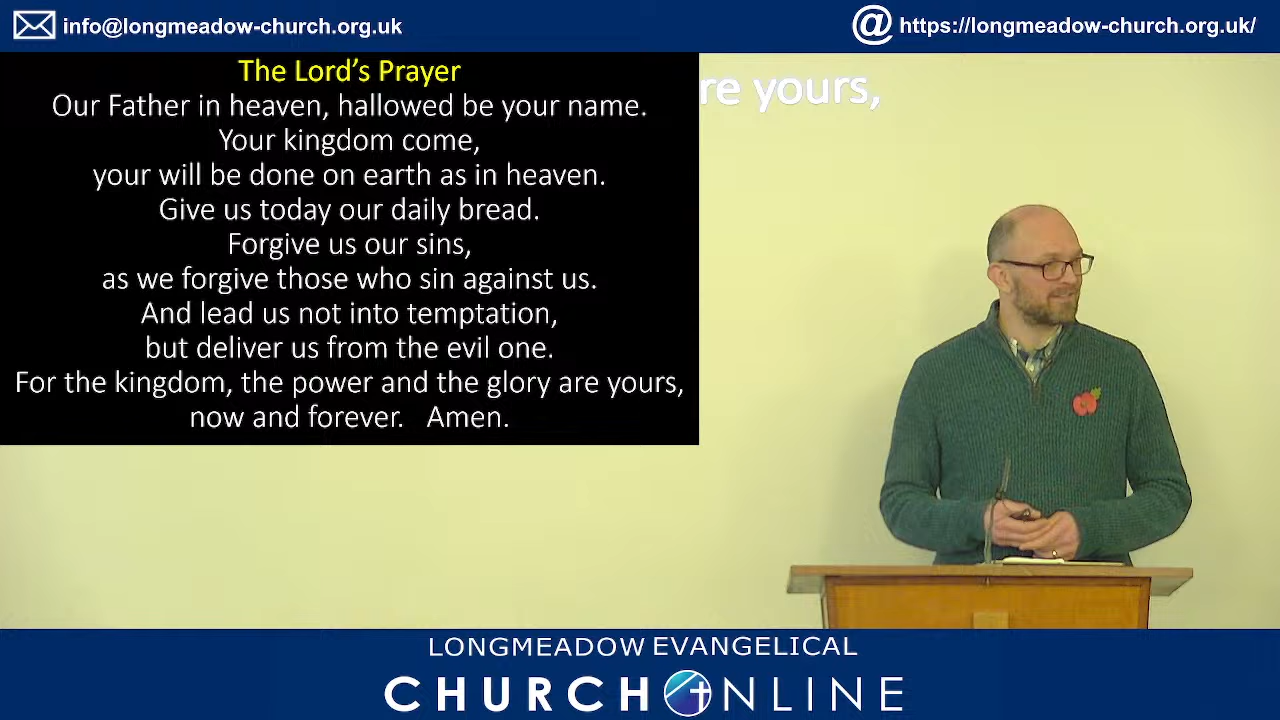 info@longmeadow-church.org.uk
@ https://longmeadow-church.org.uk/
The Lord's Prayer
Our Father in heaven, hallowed be your name.
Your kingdom come,
your will be done on earth as in heaven.
Give us today our daily bread.
Forgive us our sins,
as we forgive those who sin against us.
And lead us not into temptation,
but deliver us from the evil one.
For the kingdom, the power and the glory are yours,
now and forever. Amen.
re yours,
LONGMEADOW EVANGELICAL
CHURCH ONLINE